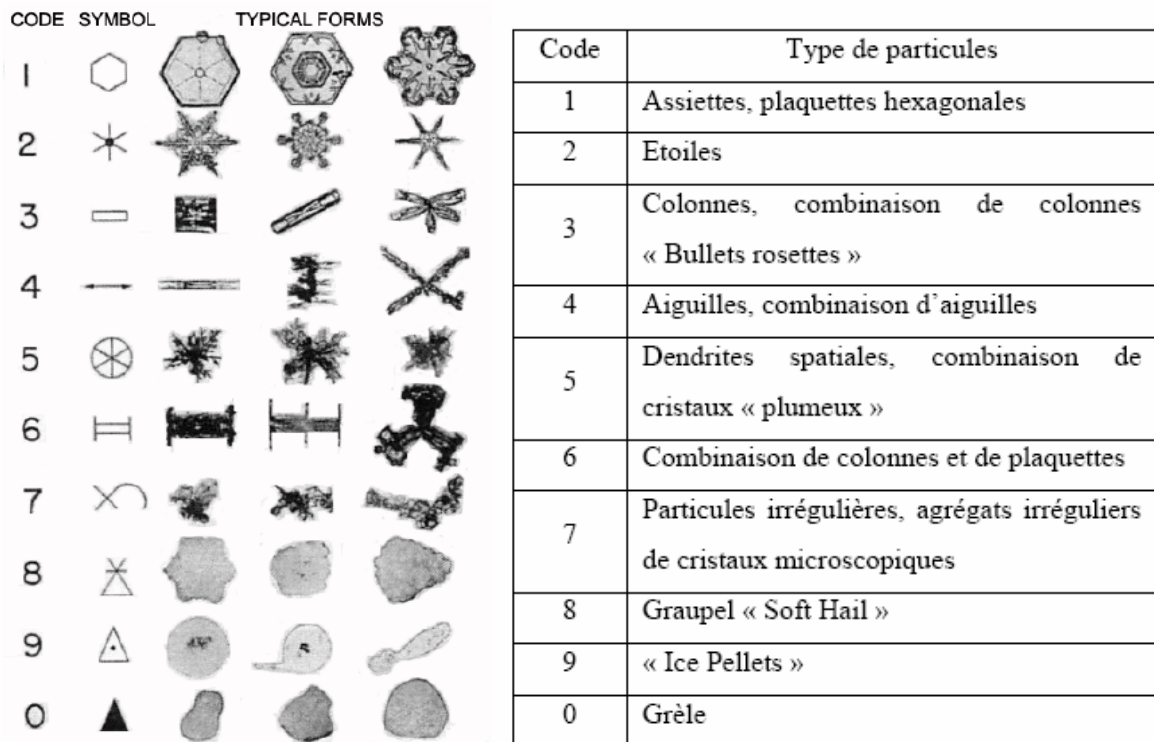 CODE SYMBOL TYPICAL FORMS
1
2
3
4
5
6
7
8
9
0
Code Type de particules
1 Assiettes, plaquettes hexagonales
2 Etoiles
3 Colonnes, combinaison de colonnes
« Bullets rosettes »
4 Aiguilles, combinaison d’aiguilles
5 Dendrites spatiales, combinaison de
cristaux « plumeux »
6 Combinaison de colonnes et de plaquettes
7 Particules irrégulières, agrégats irréguliers
de cristaux microscopiques
8 Graupel « Soft Hail »
9 « Ice Pellets »
0 Grèle